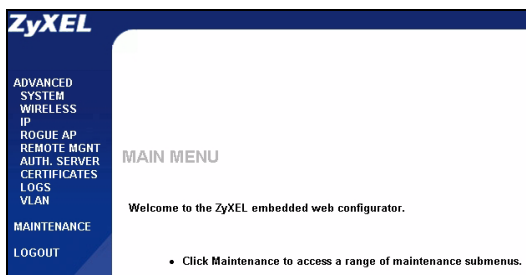 ZyXEL
ADVANCED
SYSTEM
WIRELESS
IP
ROGUE AP
REMOTE MGNT
AUTH. SERVER
CERTIFICATES
LOGS
VLAN
MAINTENANCE
LOGOUT
MAIN MENU
Welcome to the ZyXEL embedded web configurator.
• Click Maintenance to access a range of maintenance submenus.